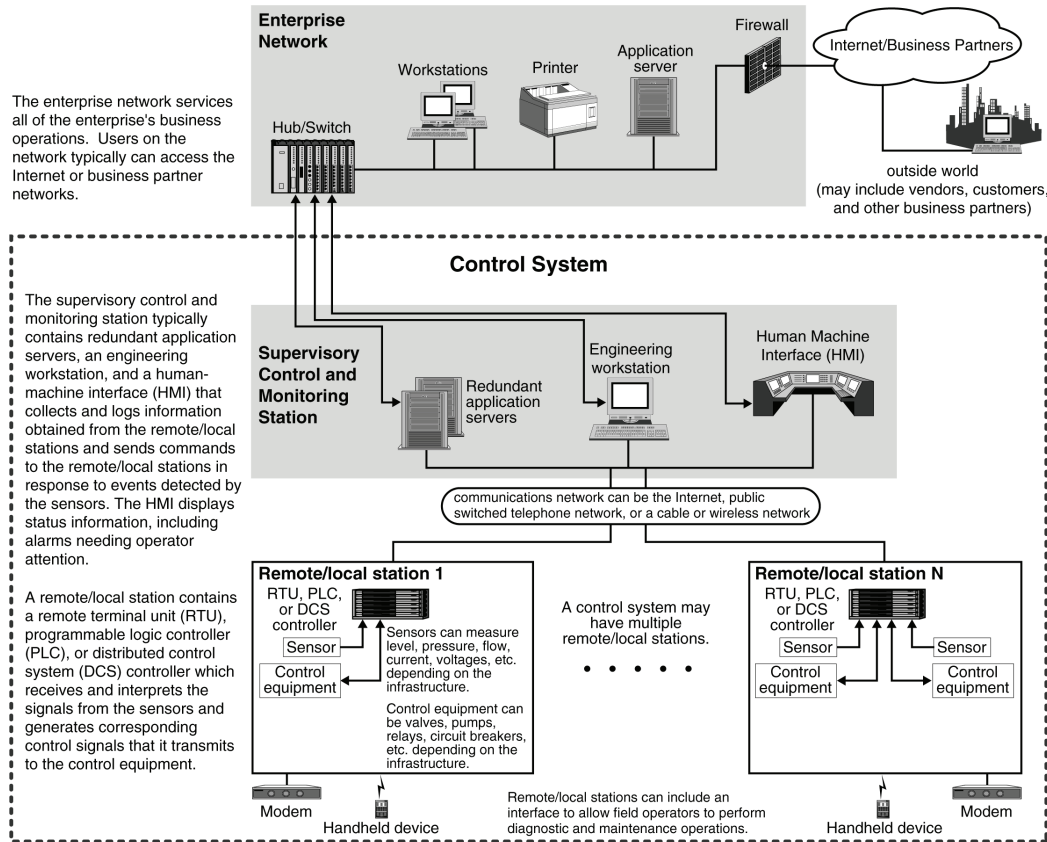 Enterprise
Network
Firewall
Internet/Business Partners
Application
server
Workstations
Printer
Hub/Switch
The enterprise network services
all of the enterprise's business
operations.  Users on the
network typically can access the
Internet or business partner
networks.
outside world
(may include vendors, customers,
and other business partners)
Control System
The supervisory control and
monitoring station typically
contains redundant application
servers, an engineering
workstation, and a human-
machine interface (HMI) that
collects and logs information
obtained from the remote/local
stations and sends commands
to the remote/local stations in
response to events detected by
the sensors. The HMI displays
status information, including
alarms needing operator
attention.
A remote/local station contains
a remote terminal unit (RTU),
programmable logic controller
(PLC), or distributed control
system (DCS) controller which
receives and interprets the
signals from the sensors and
generates corresponding
control signals that it transmits
to the control equipment.
Supervisory
Control and
Monitoring
Station
Redundant
application
servers
Engineering
workstation
Human Machine
Interface (HMI)
communications network can be the Internet, public
switched telephone network, or a cable or wireless network
Remote/local station 1
RTU, PLC,
or DCS
controller
Sensor
Control
equipment
Sensors can measure
level, pressure, flow,
current, voltages, etc.
depending on the
infrastructure.
Control equipment can
be valves, pumps,
relays, circuit breakers,
etc. depending on the
infrastructure.
Modem
Handheld device
A control system may
have multiple
remote/local stations.
Remote/local stations can include an
interface to allow field operators to perform
diagnostic and maintenance operations.
Remote/local station N
RTU, PLC,
or DCS
controller
Sensor
Sensor
Control
equipment
Control
equipment
Handheld device
Modem